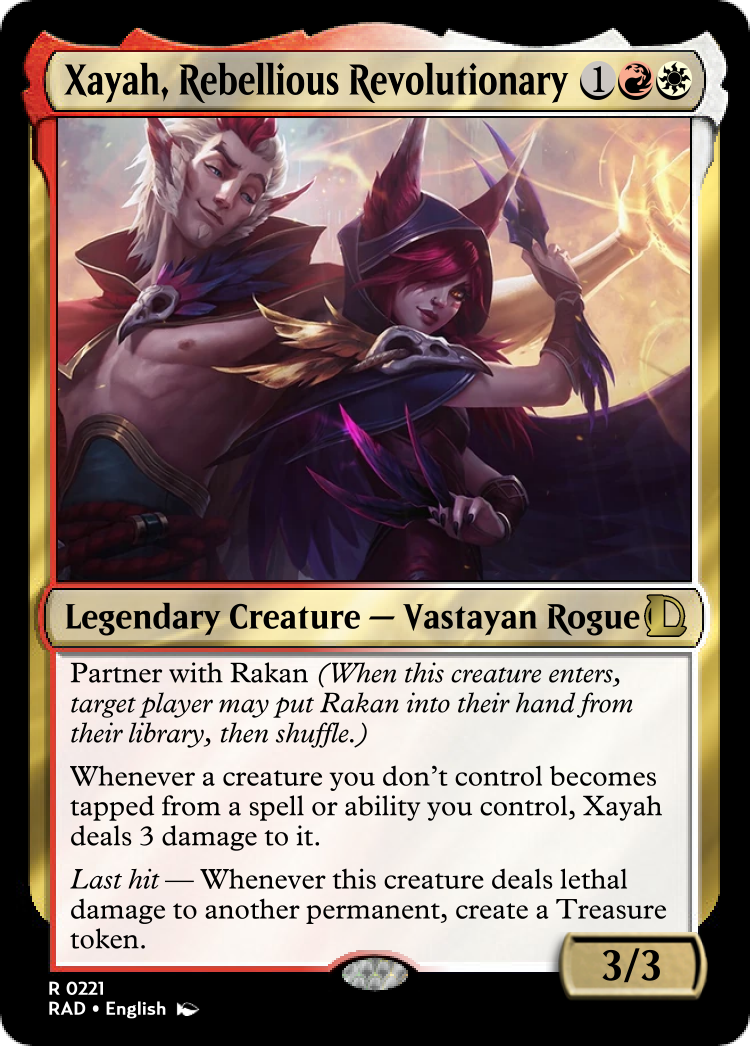 Xayah, Rebellious Revolutionary 1
Legendary Creature — Vastayan Rogue
Partner with Rakan (When this creature enters,
target player may put Rakan into their hand from
their library, then shuffle.)
Whenever a creature you don't control becomes
tapped from a spell or ability you control, Xayah
deals 3 damage to it.
Last hit — Whenever this creature deals lethal
damage to another permanent, create a Treasure
token.
3/3
R 0221
RAD • English